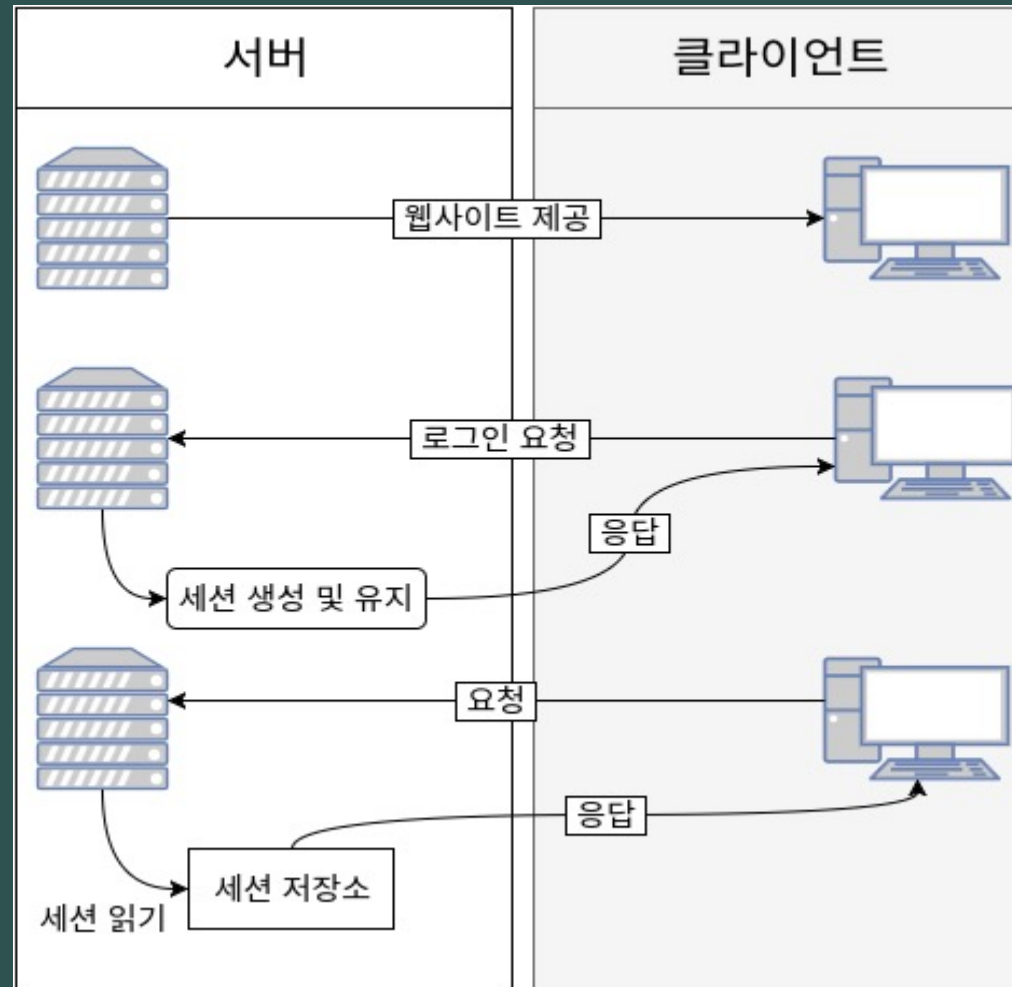 서버
클라이언트
웹사이트 제공
로그인 요청
응답
세션 생성 및 유지
요청
응답
세션 저장소
세션 읽기